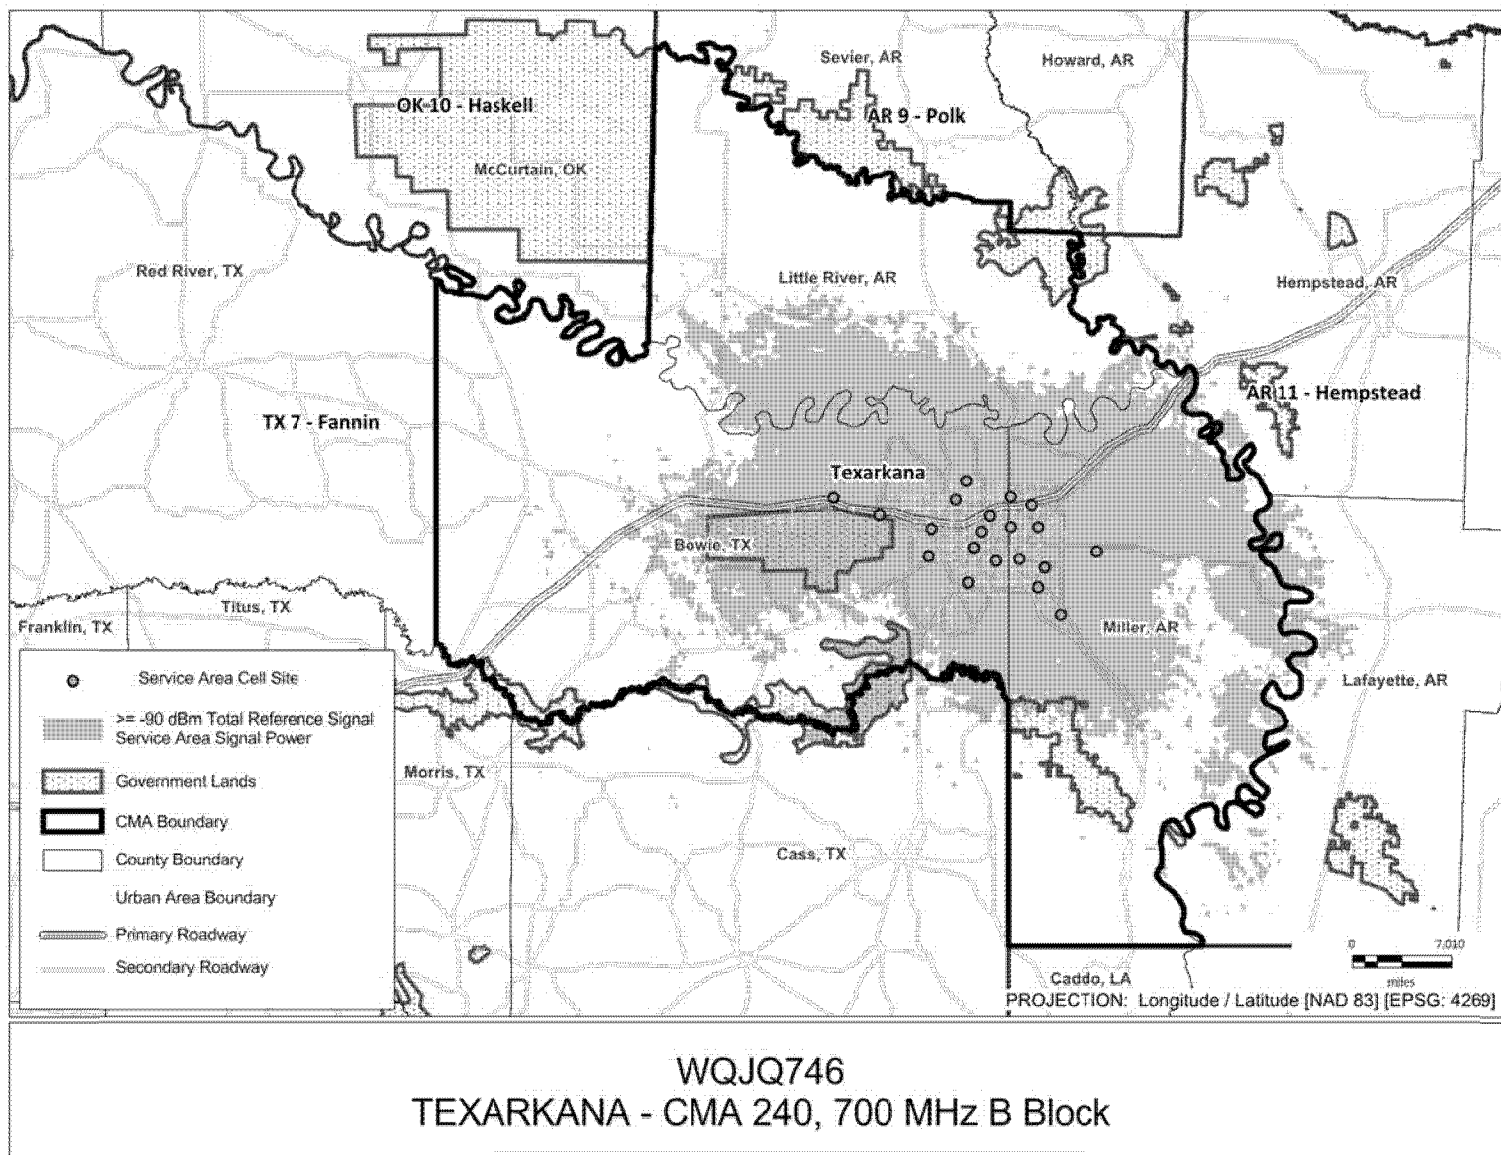 Sevier, AR
Howard, AR
OK 10 - Haskell
AR 9 - Polk
McCurtain, OK
Red River, TX
Little River, AR
Hempstead, AR
AR 11 - Hempstead
TX 7 - Fannin
Texarkana
Bowie, TX
Titus, TX
Franklin, TX
Miller, AR
Lafayette, AR
Service Area Cell Site
>= -90 dBm Total Reference Signal
Service Area Signal Power
Government Lands
CMA Boundary
County Boundary
Urban Area Boundary
Primary Roadway
Secondary Roadway
Morris, TX
Cass, TX
Caddo, LA
0 7,010
miles
PROJECTION: Longitude / Latitude [NAD 83] [EPSG: 4269]
WQJQ746
TEXARKANA - CMA 240, 700 MHz B Block